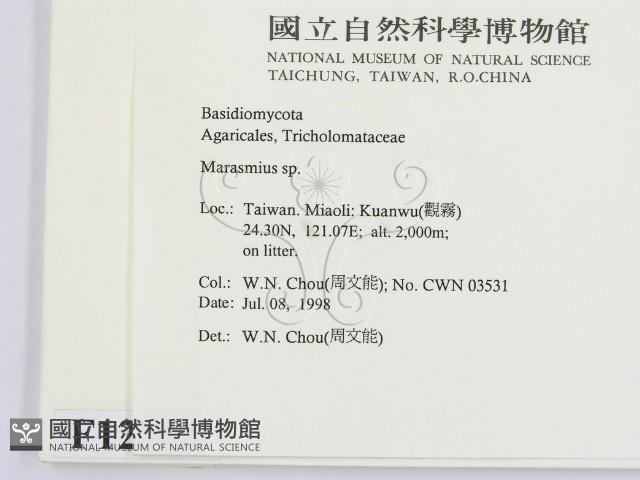 國立自然科學博物館
NATIONAL MUSEUM OF NATURAL SCIENCE
TAICHUNG, TAIWAN, R.O.CHINA
Basidiomycota
Agaricales, Tricholomataceae
Marasmius sp.
Loc.: Taiwan. Miaoli: Kuanwu(觀霧)
24.30N, 121.07E; alt. 2,000m;
on litter.
Col.: W.N. Chou(周文能); No. CWN 03531
Date: Jul. 08, 1998
Det.: W.N. Chou(周文能)
國立自然科學博物館
NATIONAL MUSEUM OF NATURAL SCIENCE